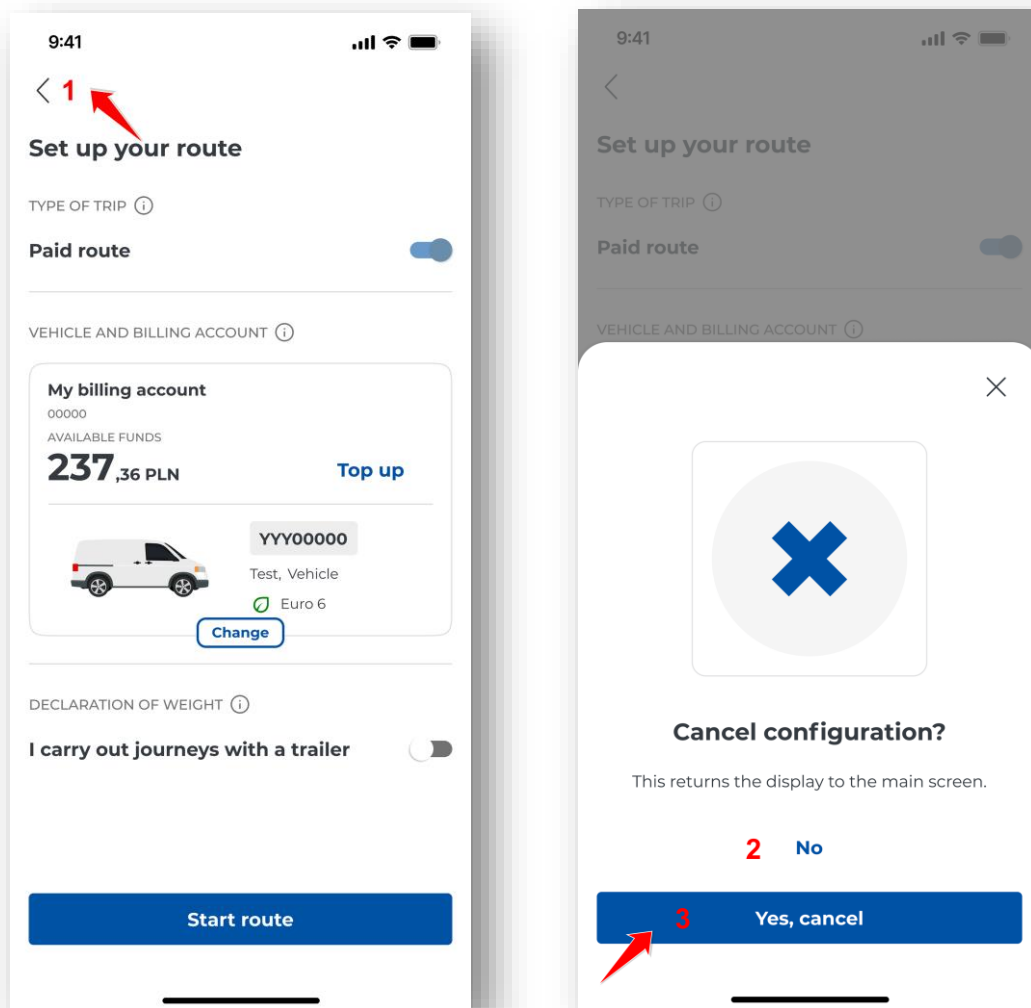 9:41
1
Set up your route
TYPE OF TRIP
Paid route
VEHICLE AND BILLING ACCOUNT
My billing account
00000
AVAILABLE FUNDS
237,36 PLN Top up
YYY00000
Test, Vehicle
Euro 6
Change
DECLARATION OF WEIGHT
I carry out journeys with a trailer
Start route
9:41
Set up your route
TYPE OF TRIP
Paid route
VEHICLE AND BILLING ACCOUNT
Cancel configuration?
This returns the display to the main screen.
2 No
3 Yes, cancel